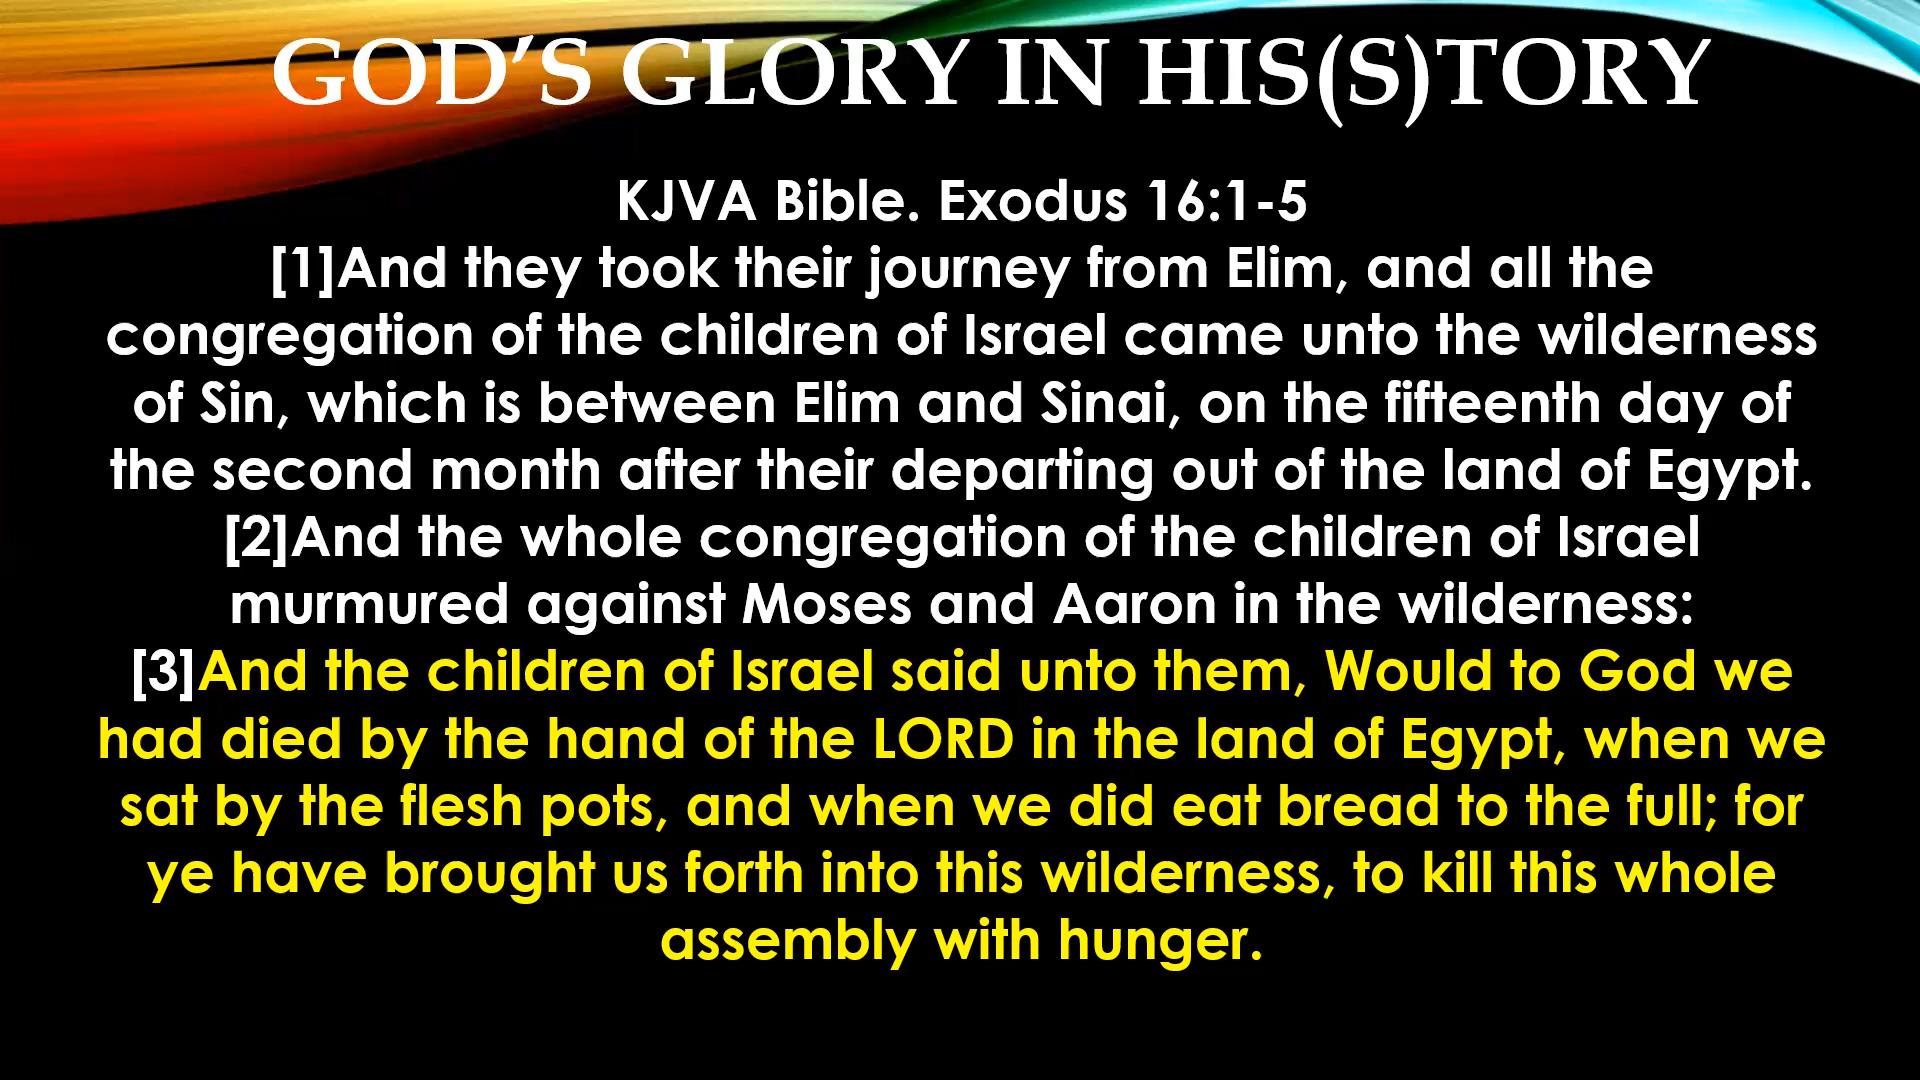 GOD’S GLORY IN HIS(S)TORY
KJVA Bible. Exodus 16:1-5
[1]And they took their journey from Elim, and all the
congregation of the children of Israel came unto the wilderness
of Sin, which is between Elim and Sinai, on the fifteenth day of
the second month after their departing out of the land of Egypt.
[2]And the whole congregation of the children of Israel
murmured against Moses and Aaron in the wilderness:
[3]And the children of Israel said unto them, Would to God we
had died by the hand of the LORD in the land of Egypt, when we
sat by the flesh pots, and when we did eat bread to the full; for
ye have brought us forth into this wilderness, to kill this whole
assembly with hunger.